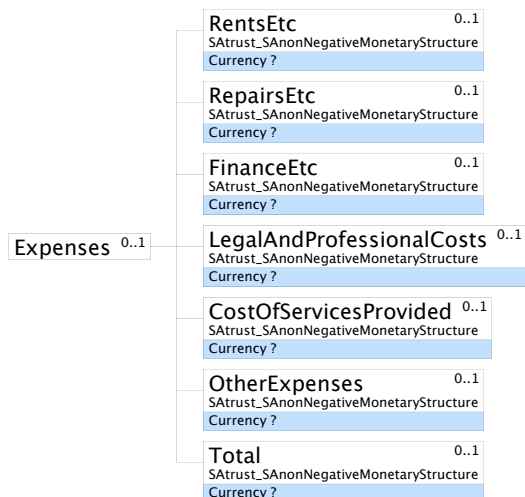 RentsEtc 0..1
SAtrust_SAnonNegativeMonetaryStructure
Currency ?
RepairsEtc 0..1
SAtrust_SAnonNegativeMonetaryStructure
Currency ?
FinanceEtc 0..1
SAtrust_SAnonNegativeMonetaryStructure
Currency ?
Expenses 0..1
LegalAndProfessionalCosts 0..1
SAtrust_SAnonNegativeMonetaryStructure
Currency ?
CostOfServicesProvided 0..1
SAtrust_SAnonNegativeMonetaryStructure
Currency ?
OtherExpenses 0..1
SAtrust_SAnonNegativeMonetaryStructure
Currency ?
Total 0..1
SAtrust_SAnonNegativeMonetaryStructure
Currency ?